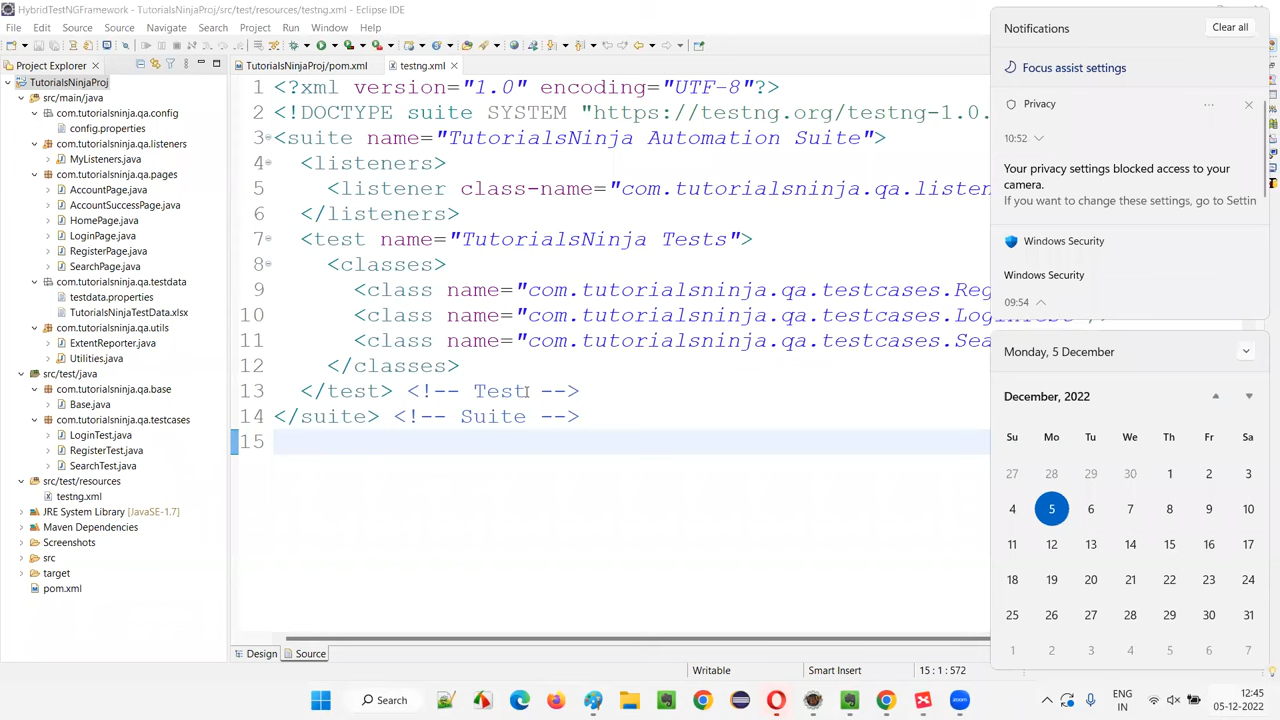 HybridTestNGFramework - TutorialsNinjaProj/src/test/resources/testng.xml - Eclipse IDE
File Edit Source Source Navigate Search Project Run Window Help
Project Explorer
TutorialsNinjaProj
src/main/java
com.tutorialsninja.qa.config
config.properties
com.tutorialsninja.qa.listeners
MyListeners.java
com.tutorialsninja.qa.pages
AccountPage.java
AccountSuccessPage.java
HomePage.java
LoginPage.java
RegisterPage.java
SearchPage.java
com.tutorialsninja.qa.testdata
testdata.properties
TutorialsNinjaTestData.xlsx
com.tutorialsninja.qa.utils
ExtentReporter.java
Utilities.java
src/test/java
com.tutorialsninja.qa.base
Base.java
com.tutorialsninja.qa.testcases
LoginTest.java
RegisterTest.java
SearchTest.java
src/test/resources
testng.xml
JRE System Library [JavaSE-1.7]
Maven Dependencies
Screenshots
src
target
pom.xml
TutorialsNinjaProj/pom.xml testng.xml
1 <?xml version="1.0" encoding="UTF-8"?>
2 <!DOCTYPE suite SYSTEM "https://testng.org/testng-1.0.
3 <suite name="TutorialsNinja Automation Suite">
4 <listeners>
5 <listener class-name="com.tutorialsninja.qa.listen
6 </listeners>
7 <test name="TutorialsNinja Tests">
8 <classes>
9 <class name="com.tutorialsninja.qa.testcases.Reg
10 <class name="com.tutorialsninja.qa.testcases.Lo
11 <class name="com.tutorialsninja.qa.testcases.Sea
12 </classes>
13 </test> <!-- Test -->
14 </suite> <!-- Suite -->
15
Design Source
Writable Smart Insert 15 : 1 : 572
Notifications Clear all
Focus assist settings
Privacy
10:52
Your privacy settings blocked access to your
camera.
If you want to change these settings, go to Settin
Windows Security
Windows Security
09:54
Monday, 5 December
December, 2022
Su Mo Tu We Th Fr Sa
27 28 29 30 1 2 3
4 5 6 7 8 9 10
11 12 13 14 15 16 17
18 19 20 21 22 23 24
25 26 27 28 29 30 31
1 2 3 4 5 6 7
Search
ENG
IN
12:45
05-12-2022